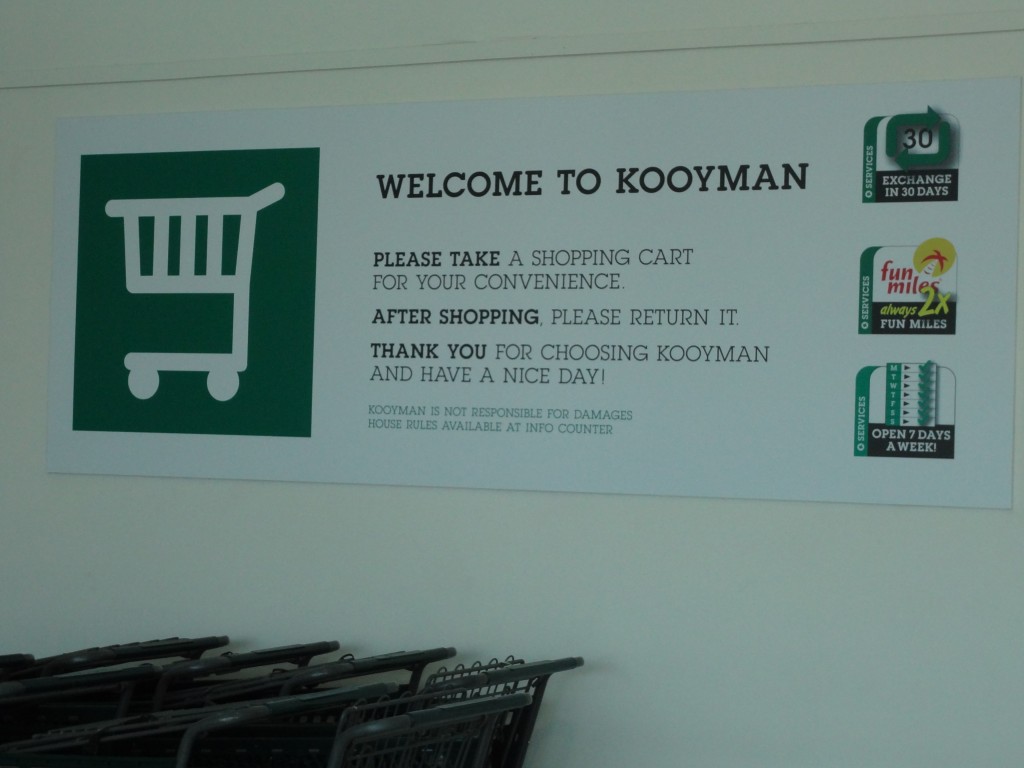 WELCOME TO KOOYMAN
PLEASE TAKE A SHOPPING CART
FOR YOUR CONVENIENCE.
AFTER SHOPPING, PLEASE RETURN IT.
THANK YOU FOR CHOOSING KOOYMAN
AND HAVE A NICE DAY!
KOOYMAN IS NOT RESPONSIBLE FOR DAMAGES
HOUSE RULES AVAILABLE AT INFO COUNTER
SERVICES
30
EXCHANGE
IN 30 DAYS
SERVICES
fun
miles
always 2x
FUN MILES
SERVICES
M
T
W
T
F
S
S
OPEN 7 DAYS
A WEEK!